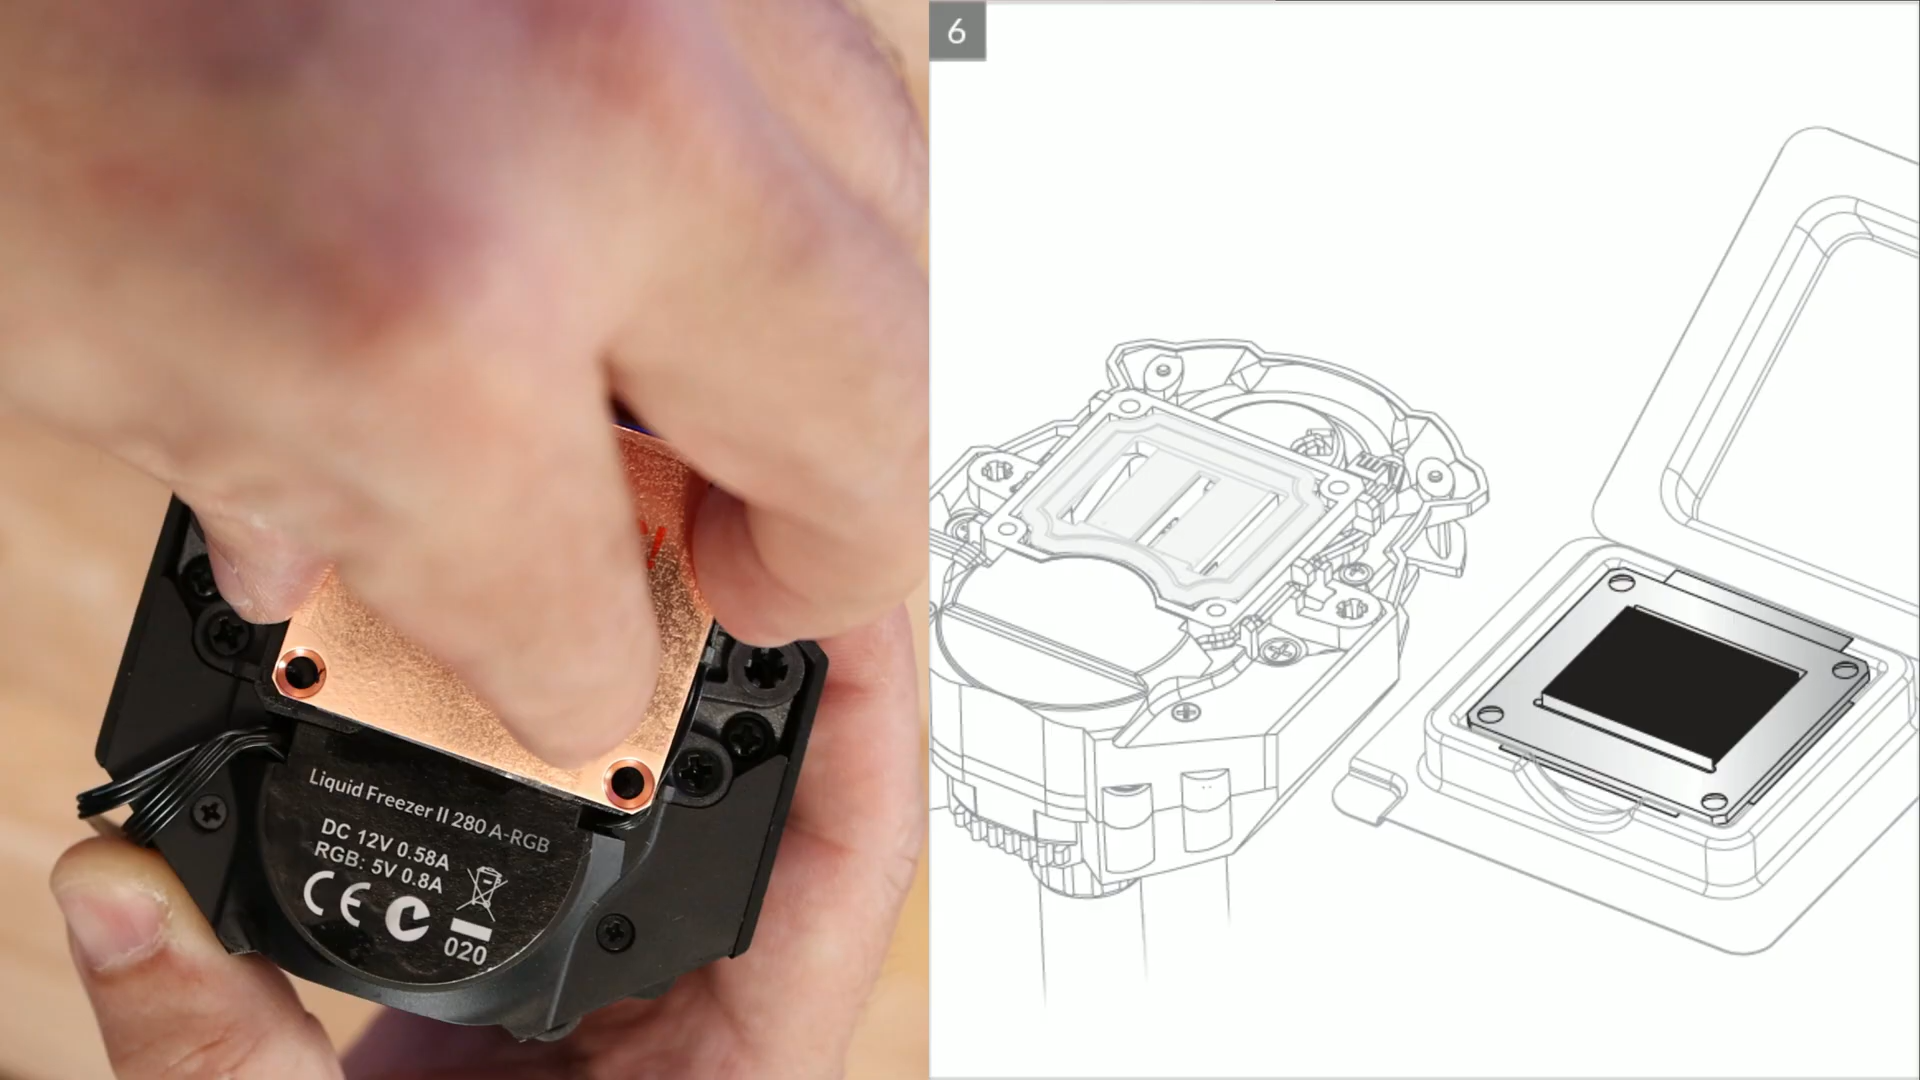 6
!
Liquid Freezer II 280 A-RGB
DC 12V 0.58A
RGB: 5V 0.8A
CE
020